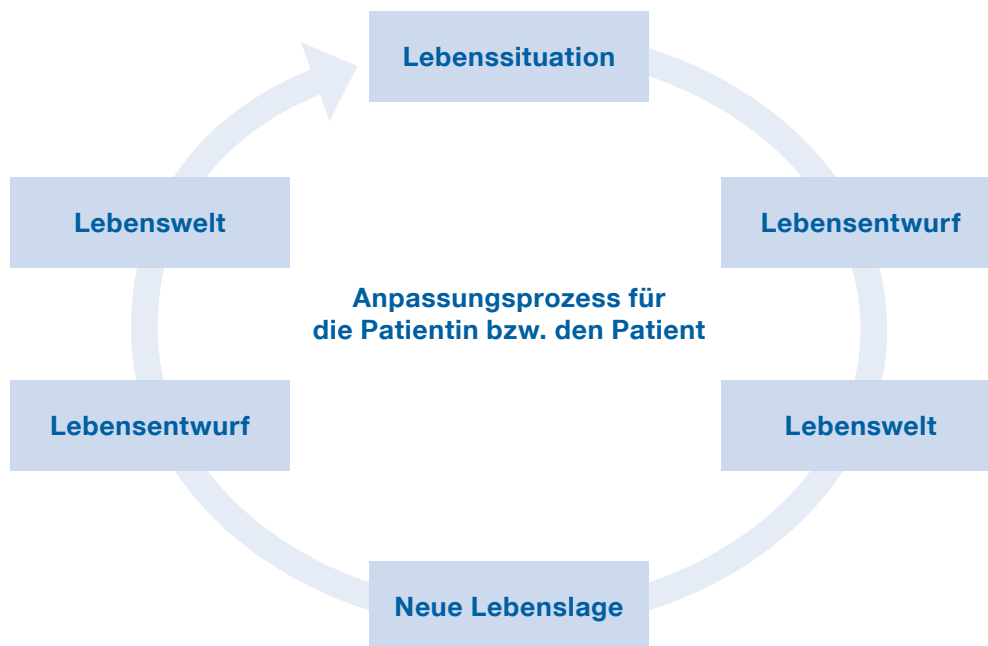 Lebenssituation
Lebenswelt
Lebensentwurf
Anpassungsprozess für
die Patientin bzw. den Patient
Lebensentwurf
Lebenswelt
Neue Lebenslage